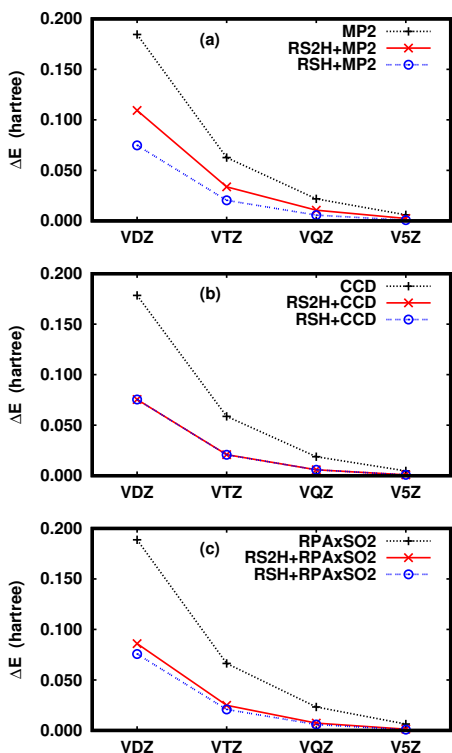 0.200
(a)
MP2
RS2H+MP2
RSH+MP2
0.150
0.100
0.050
0.000
ΔE (hartree)
VDZ VTZ VQZ V5Z
0.200
(b)
CCD
RS2H+CCD
RSH+CCD
0.150
0.100
0.050
0.000
ΔE (hartree)
VDZ VTZ VQZ V5Z
0.200
(c)
RPAxSO2
RS2H+RPAxSO2
RSH+RPAxSO2
0.150
0.100
0.050
0.000
ΔE (hartree)
VDZ VTZ VQZ V5Z